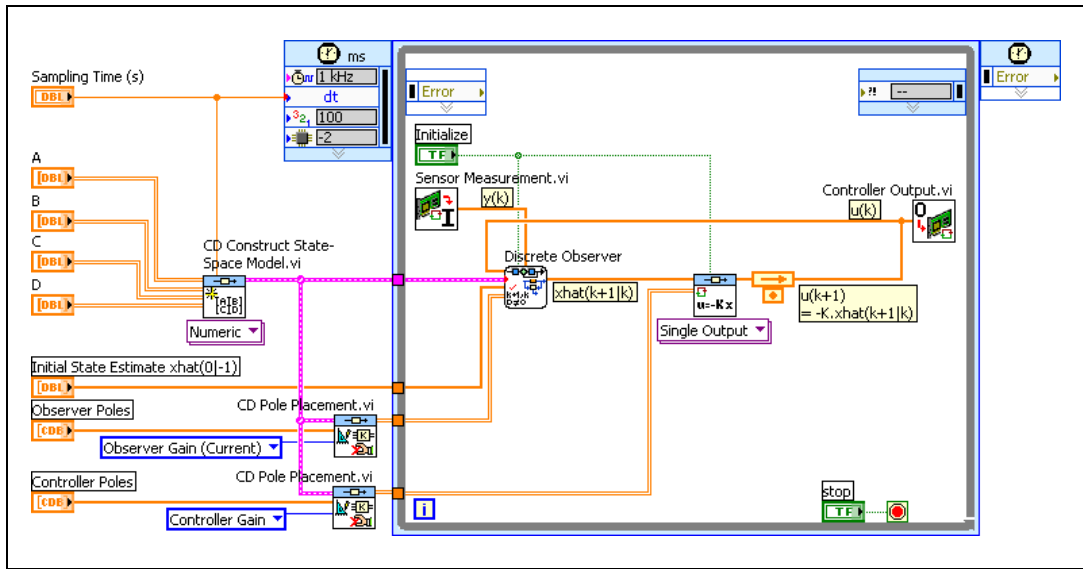 Sampling Time (s)
DBL
ms
1 kHz
dt
100
-2
Error
?!
--
Error
Initialize
TF
Sensor Measurement.vi
y(k)
Controller Output.vi
u(k)
A
[DBL]
B
[DBL]
C
[DBL]
D
[DBL]
CD Construct State-
Space Model.vi
[A|B]
[C|D]
Numeric
Discrete Observer
k+1,k
D≠0
xhat(k+1|k)
u=-Kx
Single Output
u(k+1)
= -K.xhat(k+1|k)
Initial State Estimate xhat(0|-1)
[DBL]
Observer Poles
[CDB]
CD Pole Placement.vi
K
Observer Gain (Current)
Controller Poles
[CDB]
CD Pole Placement.vi
K
Controller Gain
i
stop
TF